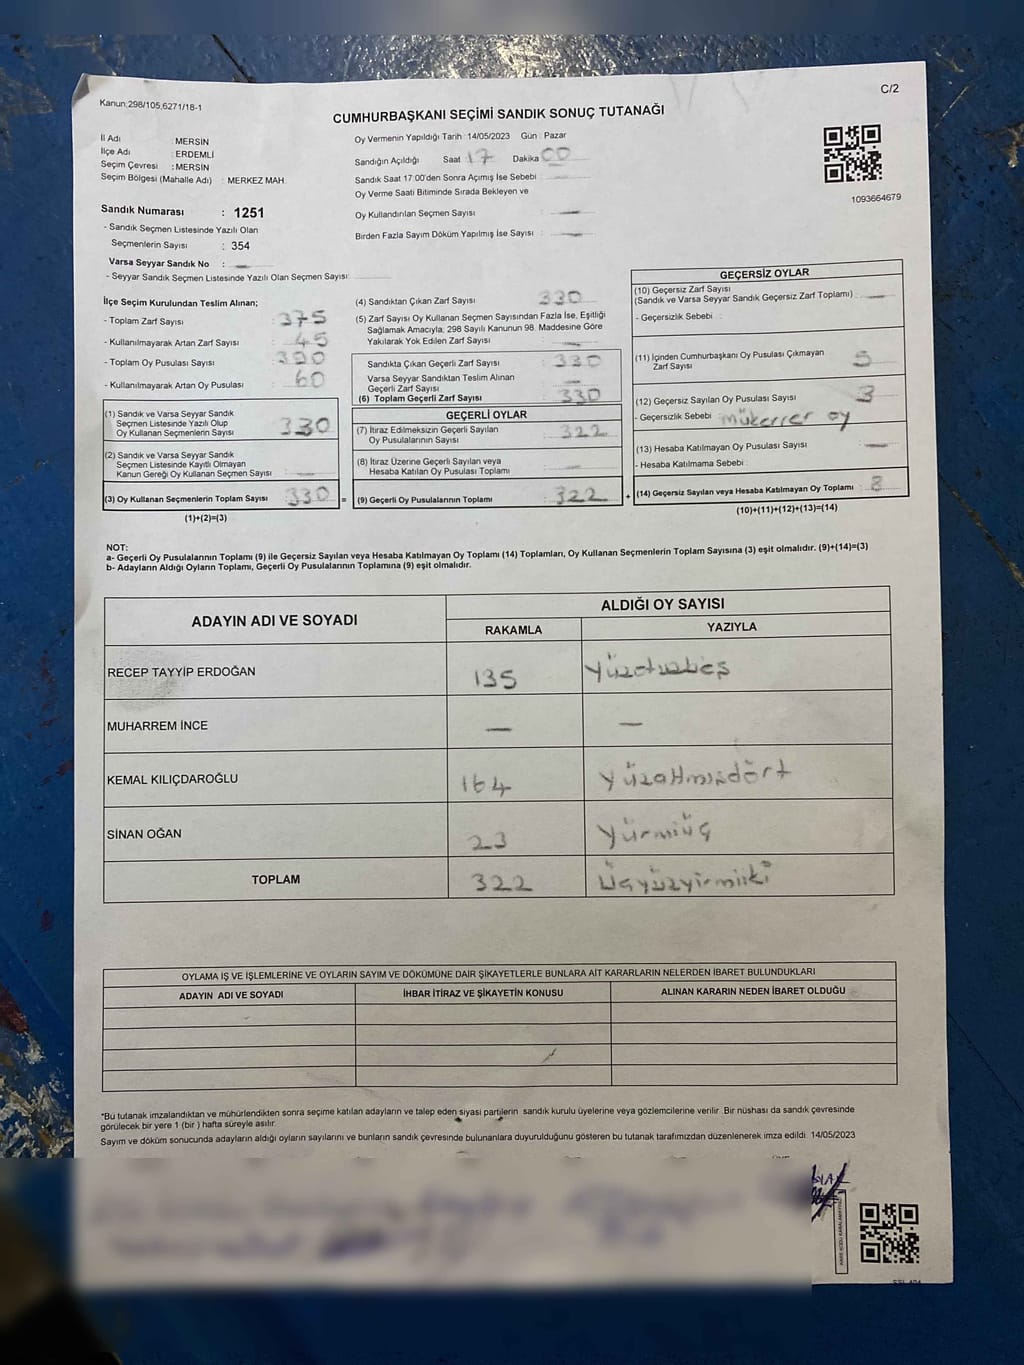 Kanun;298/105,6271/18-1
C/2
CUMHURBAŞKANI SEÇİMİ SANDIK SONUÇ TUTANAĞI
İl Adı : MERSİN
İlçe Adı : ERDEMLİ
Seçim Çevresi : MERSİN
Seçim Bölgesi (Mahalle Adı) : MERKEZ MAH.
Oy Vermenin Yapıldığı Tarih : 14/05/2023 Gün : Pazar
Sandığın Açıldığı Saat 17 Dakika 00
Sandık Saat 17:00'den Sonra Açımış İse Sebebi :
Oy Verme Saati Bitiminde Sırada Bekleyen ve
Oy Kullandırılan Seçmen Sayısı : —
Birden Fazla Sayım Döküm Yapılmış İse Sayısı : —
1093664679
Sandık Numarası : 1251
- Sandık Seçmen Listesinde Yazılı Olan
Seçmenlerin Sayısı : 354
Varsa Seyyar Sandık No : —
- Seyyar Sandık Seçmen Listesinde Yazılı Olan Seçmen Sayısı:
İlçe Seçim Kurulundan Teslim Alınan;
- Toplam Zarf Sayısı : 375
- Kullanılmayarak Artan Zarf Sayısı : 45
- Toplam Oy Pusulası Sayısı : 390
- Kullanılmayarak Artan Oy Pusulası : 60
(1) Sandık ve Varsa Seyyar Sandık
Seçmen Listesinde Yazılı Olup
Oy Kullanan Seçmenlerin Sayısı : 330
(2) Sandık ve Varsa Seyyar Sandık
Seçmen Listesinde Kayıtlı Olmayan
Kanun Gereği Oy Kullanan Seçmen Sayısı : —
(3) Oy Kullanan Seçmenlerin Toplam Sayısı : 330 =
(1)+(2)=(3)
(4) Sandıktan Çıkan Zarf Sayısı : 330
(5) Zarf Sayısı Oy Kullanan Seçmen Sayısından Fazla İse, Eşitliği
Sağlamak Amacıyla; 298 Sayılı Kanunun 98. Maddesine Göre
Yakılarak Yok Edilen Zarf Sayısı : —
Sandıkta Çıkan Geçerli Zarf Sayısı : 330
Varsa Seyyar Sandıktan Teslim Alınan
Geçerli Zarf Sayısı : —
(6) Toplam Geçerli Zarf Sayısı : 330
GEÇERLİ OYLAR
(7) İtiraz Edilmeksizin Geçerli Sayılan
Oy Pusulalarının Sayısı : 322
(8) İtiraz Üzerine Geçerli Sayılan veya
Hesaba Katılan Oy Pusulası Toplamı : —
(9) Geçerli Oy Pusulalarının Toplamı : 322 +
GEÇERSİZ OYLAR
(10) Geçersiz Zarf Sayısı
(Sandık ve Varsa Seyyar Sandık Geçersiz Zarf Toplamı) : —
- Geçersizlik Sebebi :
(11) İçinden Cumhurbaşkanı Oy Pusulası Çıkmayan
Zarf Sayısı : 5
(12) Geçersiz Sayılan Oy Pusulası Sayısı : 3
- Geçersizlik Sebebi : mükerrer oy
(13) Hesaba Katılmayan Oy Pusulası Sayısı : —
- Hesaba Katılmama Sebebi :
(14) Geçersiz Sayılan veya Hesaba Katılmayan Oy Toplamı : 8
(10)+(11)+(12)+(13)=(14)
NOT:
a- Geçerli Oy Pusulalarının Toplamı (9) ile Geçersiz Sayılan veya Hesaba Katılmayan Oy Toplamı (14) Toplamları, Oy Kullanan Seçmenlerin Toplam Sayısına (3) eşit olmalıdır. (9)+(14)=(3)
b- Adayların Aldığı Oyların Toplamı, Geçerli Oy Pusulalarının Toplamına (9) eşit olmalıdır.
ADAYIN ADI VE SOYADI
ALDIĞI OY SAYISI
RAKAMLA YAZIYLA
RECEP TAYYİP ERDOĞAN 135 Yüzotuzbeş
MUHARREM İNCE — —
KEMAL KILIÇDAROĞLU 164 Yüzaltmışdört
SİNAN OĞAN 23 Yürmiüç
TOPLAM 322 Üçyüzyirmiiki
OYLAMA İŞ VE İŞLEMLERİNE VE OYLARIN SAYIM VE DÖKÜMÜNE DAİR ŞİKAYETLERLE BUNLARA AİT KARARLARIN NELERDEN İBARET BULUNDUKLARI
ADAYIN ADI VE SOYADI İHBAR İTİRAZ VE ŞİKAYETİN KONUSU ALINAN KARARIN NEDEN İBARET OLDUĞU
*Bu tutanak imzalandıktan ve mühürlendikten sonra seçime katılan adayların ve talep eden siyasi partilerin sandık kurulu üyelerine veya gözlemcilerine verilir. Bir nüshası da sandık çevresinde
görülecek bir yere 1 (bir ) hafta süreyle asılır.
Sayım ve döküm sonucunda adayların aldığı oyların sayılarını ve bunların sandık çevresinde bulunanlara duyurulduğunu gösteren bu tutanak tarafımızdan düzenlenerek imza edildi. 14/05/2023